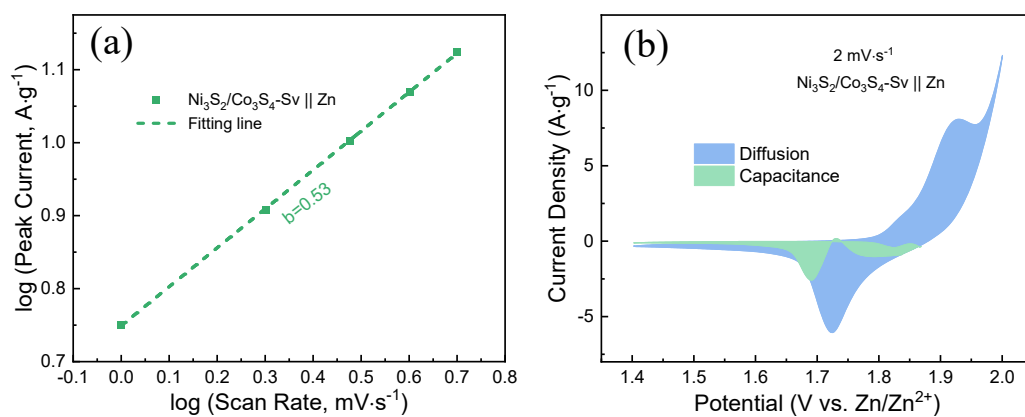 (a)
log (Peak Current, A·g⁻¹)
1.1
1.0
0.9
0.8
0.7
Ni₃S₂/Co₃S₄-Sv || Zn
Fitting line
b=0.53
-0.1 0.0 0.1 0.2 0.3 0.4 0.5 0.6 0.7 0.8
log (Scan Rate, mV·s⁻¹)
(b)
Current Density (A·g⁻¹)
10
5
0
-5
2 mV·s⁻¹
Ni₃S₂/Co₃S₄-Sv || Zn
Diffusion
Capacitance
1.4 1.5 1.6 1.7 1.8 1.9 2.0
Potential (V vs. Zn/Zn²⁺)